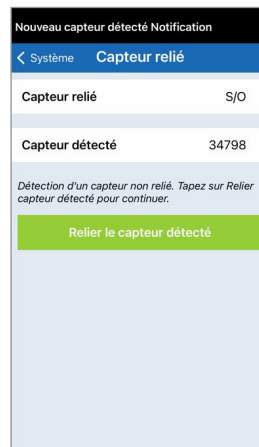 Nouveau capteur détecté Notification
Système Capteur relié
Capteur relié S/O
Capteur détecté 34798
Détection d'un capteur non relié. Tapez sur Relier
capteur détecté pour continuer.
Relier le capteur détecté